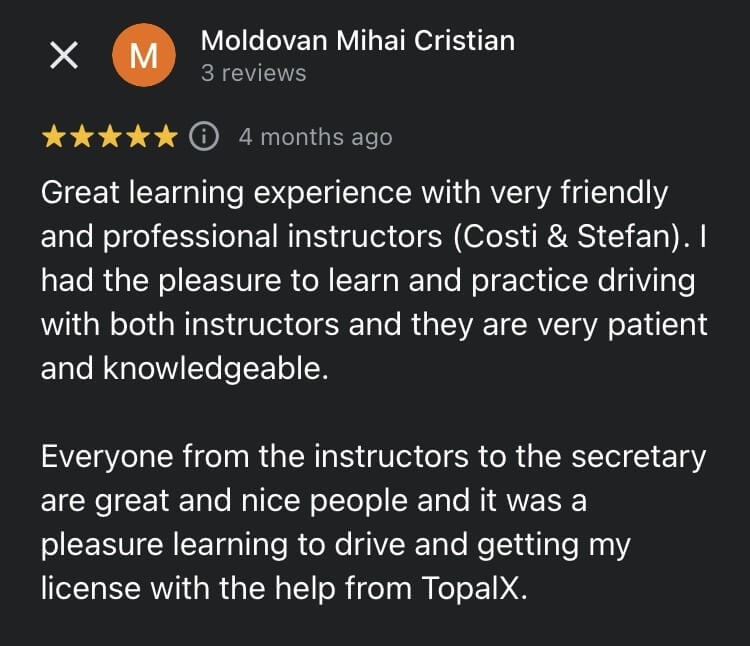 M
Moldovan Mihai Cristian
3 reviews
4 months ago
Great learning experience with very friendly
and professional instructors (Costi & Stefan). I
had the pleasure to learn and practice driving
with both instructors and they are very patient
and knowledgeable.
Everyone from the instructors to the secretary
are great and nice people and it was a
pleasure learning to drive and getting my
license with the help from TopalX.